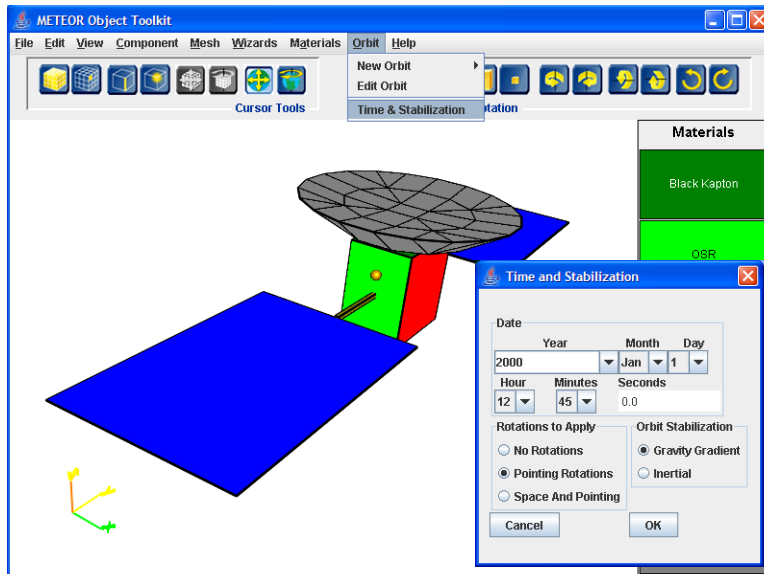 METEOR Object Toolkit
File Edit View Component Mesh Wizards Materials Orbit Help
New Orbit
Edit Orbit
Time & Stabilization
Cursor Tools
Materials
Black Kapton
OSR
Time and Stabilization
Date
Year Month Day
2000 Jan 1
Hour Minutes Seconds
12 45 0.0
Rotations to Apply Orbit Stabilization
No Rotations Gravity Gradient
Pointing Rotations Inertial
Space And Pointing
Cancel OK